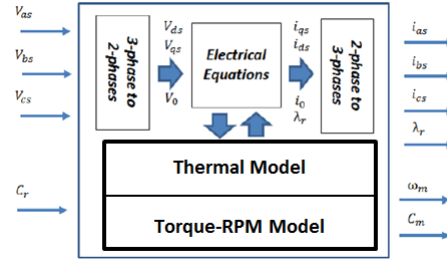 V_as
V_bs
V_cs
C_r
3-phase to
2-phases
V_ds
V_qs
V_0
Electrical
Equations
i_qs
i_ds
i_0
λ_r
2-phase to
3-phases
Thermal Model
Torque-RPM Model
i_as
i_bs
i_cs
λ_r
ω_m
C_m